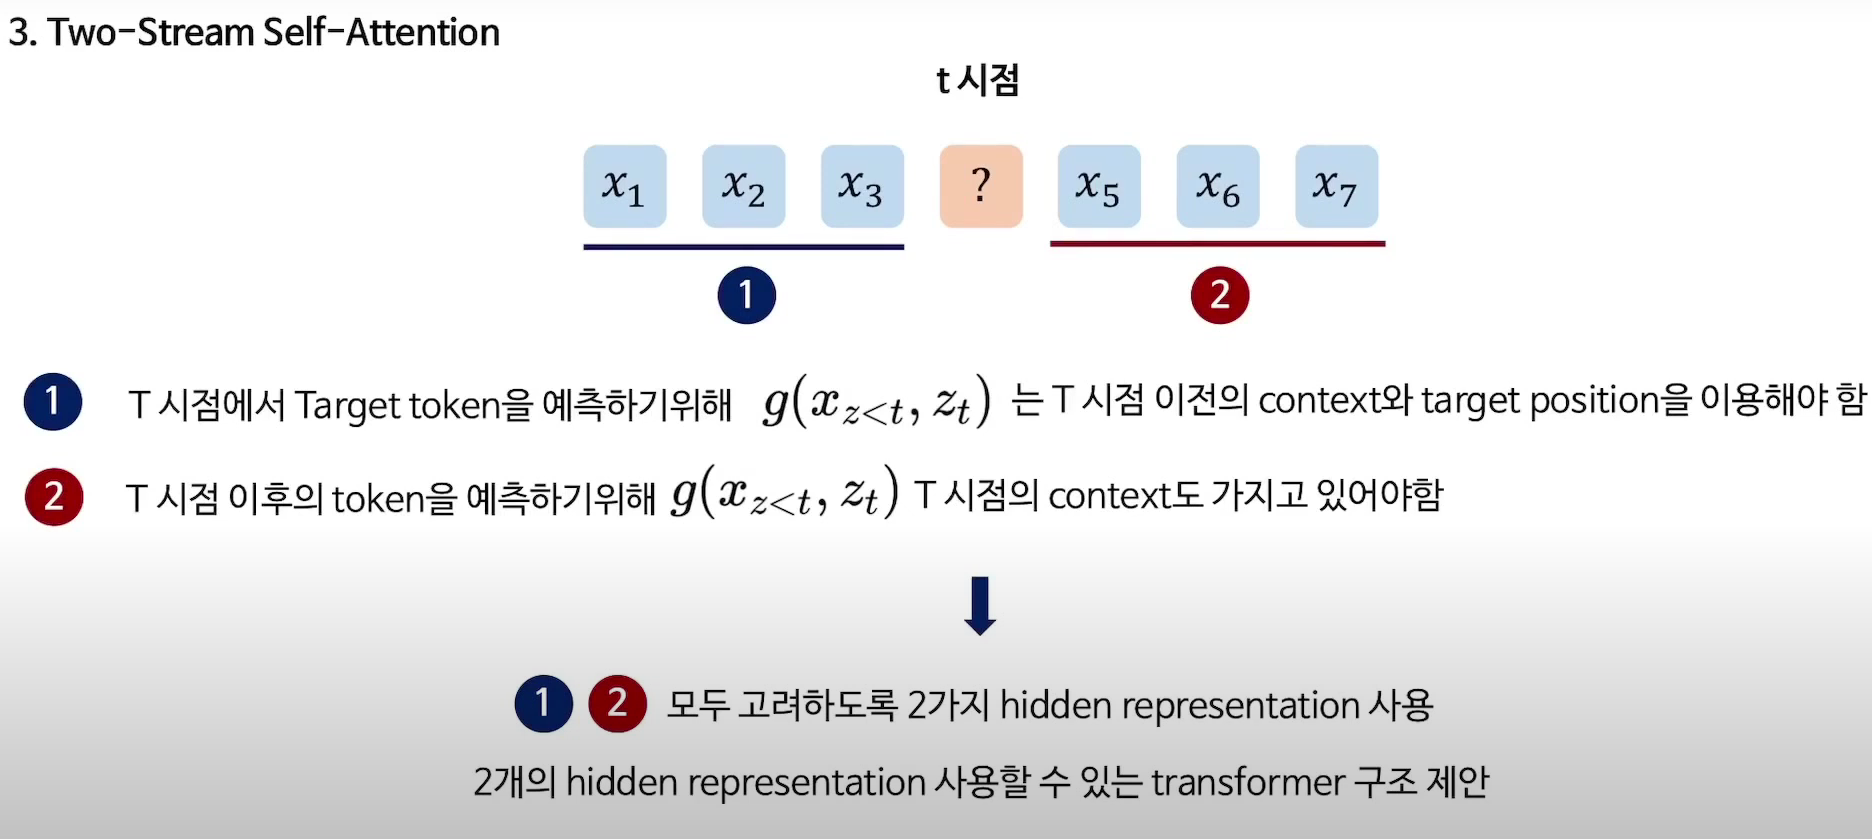 3. Two-Stream Self-Attention
t 시점
x₁ x₂ x₃ ? x₅ x₆ x₇
1 2
1 T 시점에서 Target token을 예측하기위해 g(x_{z<t}, z_t) 는 T 시점 이전의 context와 target position을 이용해야 함
2 T 시점 이후의 token을 예측하기위해 g(x_{z<t}, z_t) T 시점의 context도 가지고 있어야함
1 2 모두 고려하도록 2가지 hidden representation 사용
2개의 hidden representation 사용할 수 있는 transformer 구조 제안